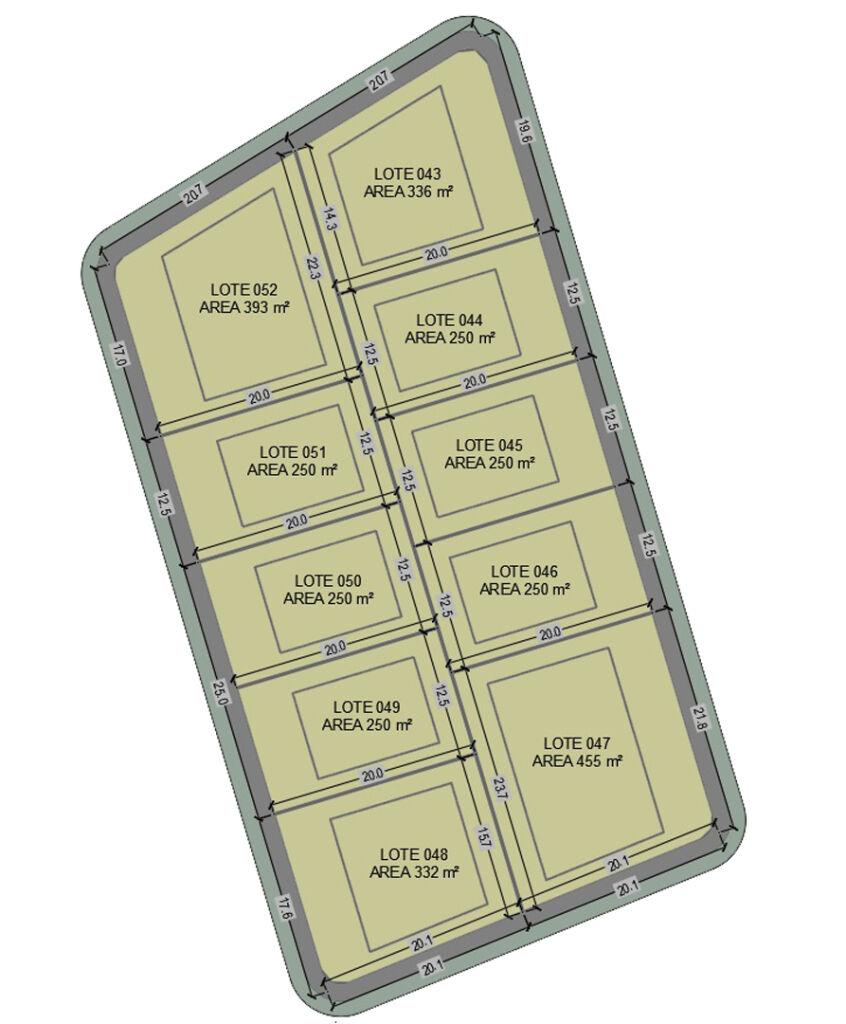 20.7
19.6
LOTE 043
AREA 336 m²
20.7
14.3
20.0
22.3
LOTE 052
AREA 393 m²
12.5
LOTE 044
AREA 250 m²
17.0
12.5
20.0
20.0
12.5
LOTE 051
AREA 250 m²
12.5
LOTE 045
AREA 250 m²
12.5
12.5
20.0
12.5
12.5
LOTE 050
AREA 250 m²
LOTE 046
AREA 250 m²
12.5
20.0
20.0
25.0
12.5
LOTE 049
AREA 250 m²
21.8
LOTE 047
AREA 455 m²
20.0
23.7
15.7
LOTE 048
AREA 332 m²
20.1
20.1
17.6
20.1
20.1